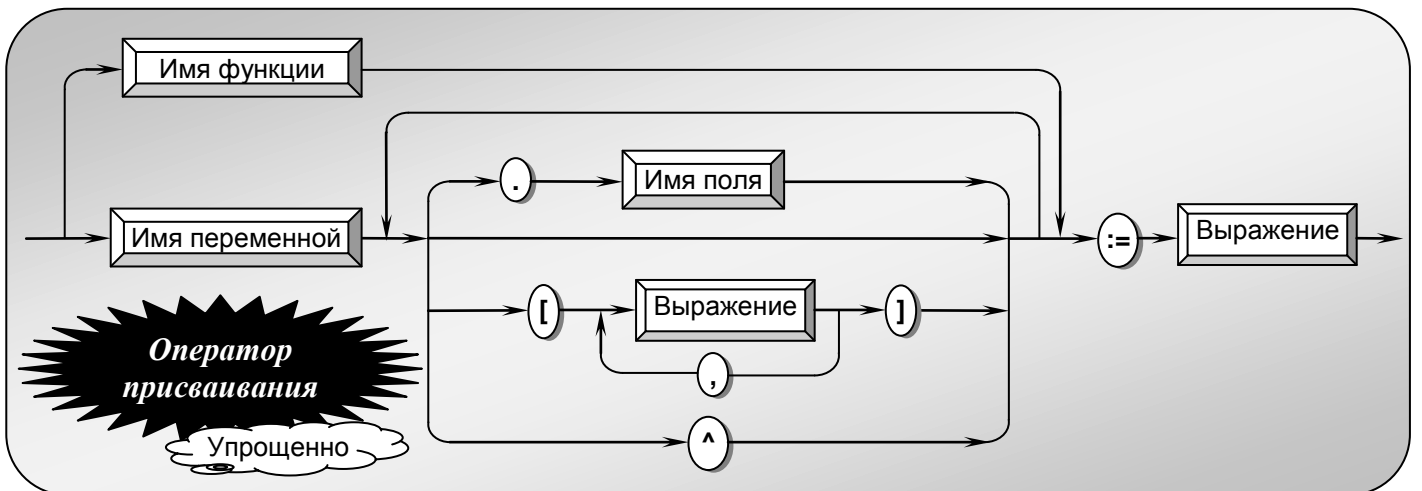 Имя функции
.
Имя поля
Имя переменной
:=
Выражение
[
Выражение
]
,
^
Оператор
присваивания
Упрощенно